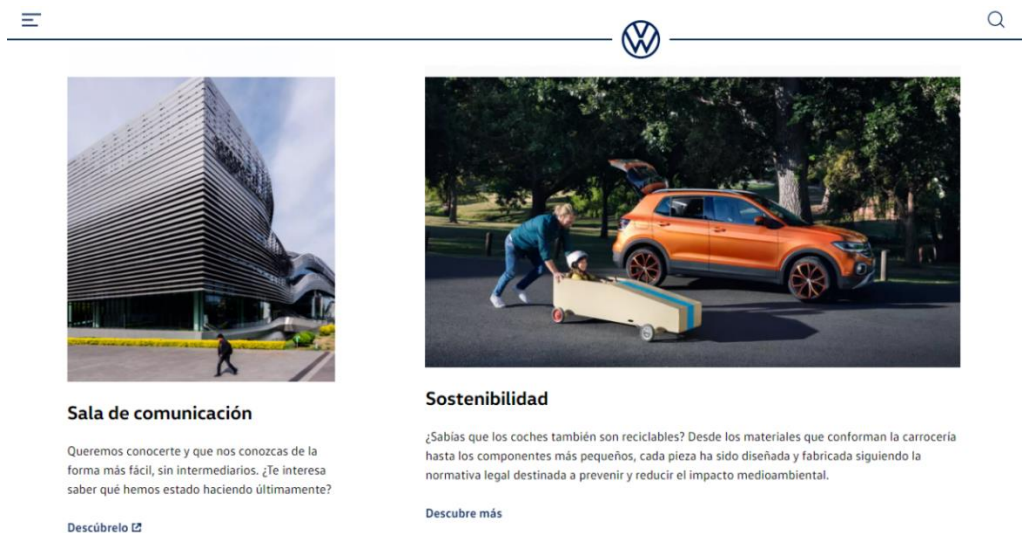 Sala de comunicación
Queremos conocerte y que nos conozcas de la
forma más fácil, sin intermediarios. ¿Te interesa
saber qué hemos estado haciendo últimamente?
Descúbrelo
Sostenibilidad
¿Sabías que los coches también son reciclables? Desde los materiales que conforman la carrocería
hasta los componentes más pequeños, cada pieza ha sido diseñada y fabricada siguiendo la
normativa legal destinada a prevenir y reducir el impacto medioambiental.
Descubre más